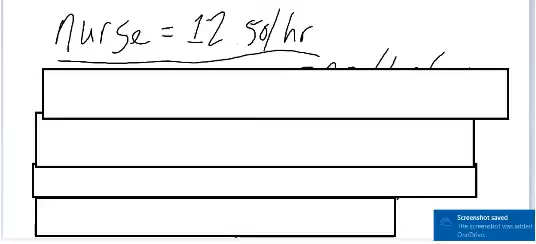 nurse = 12.50/hr
Screenshot saved
The screenshot was added
OneDrive.